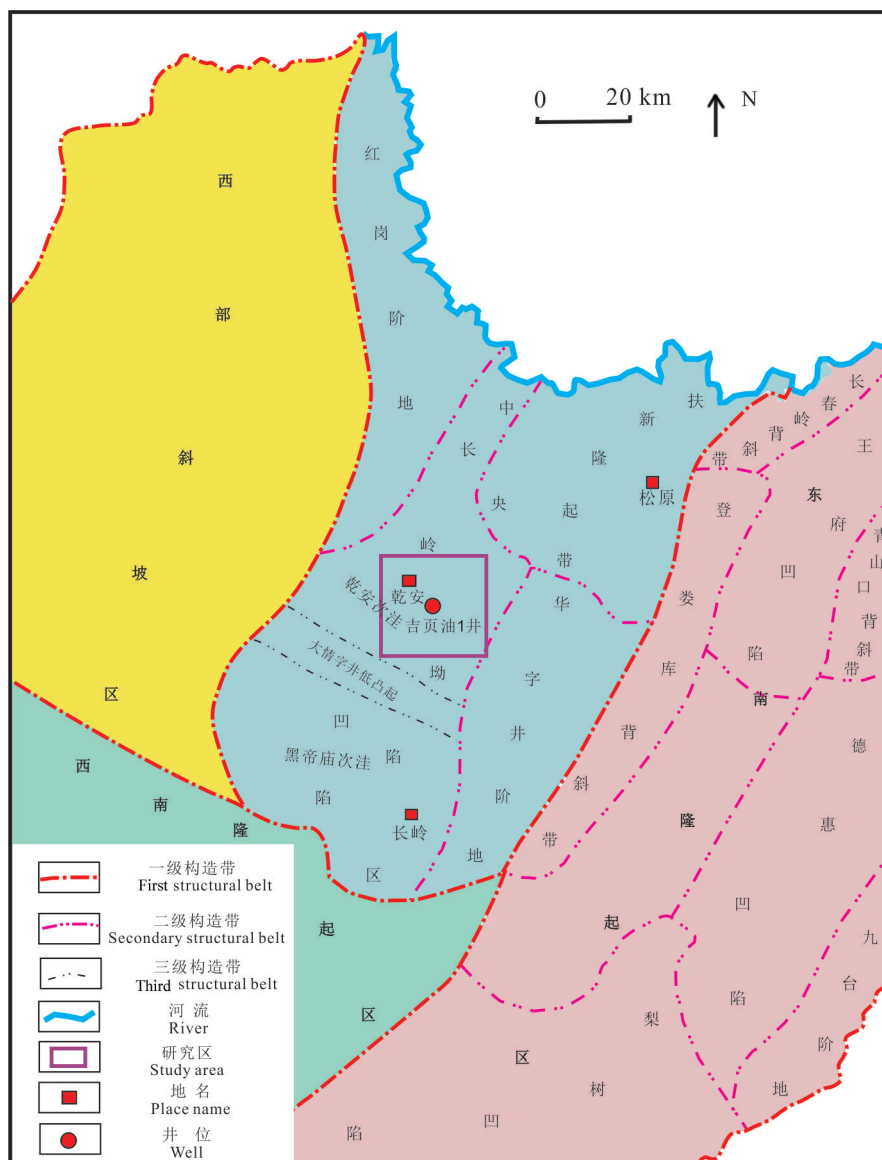 0 20 km
N
西部斜坡区
红岗阶地
中央坳陷区
长岭凹陷
扶新隆起带
松原
长春岭背斜带
登娄库背斜带
王府凹陷
青山口背斜带
东南隆起区
乾安
乾安次洼
吉页油1井
大情字井低凸起
黑帝庙次洼
长岭
华字井阶地
德惠凹陷
九台阶地
梨树凹陷
西南隆起区
一级构造带
First structural belt
二级构造带
Secondary structural belt
三级构造带
Third structural belt
河流
River
研究区
Study area
地名
Place name
井位
Well